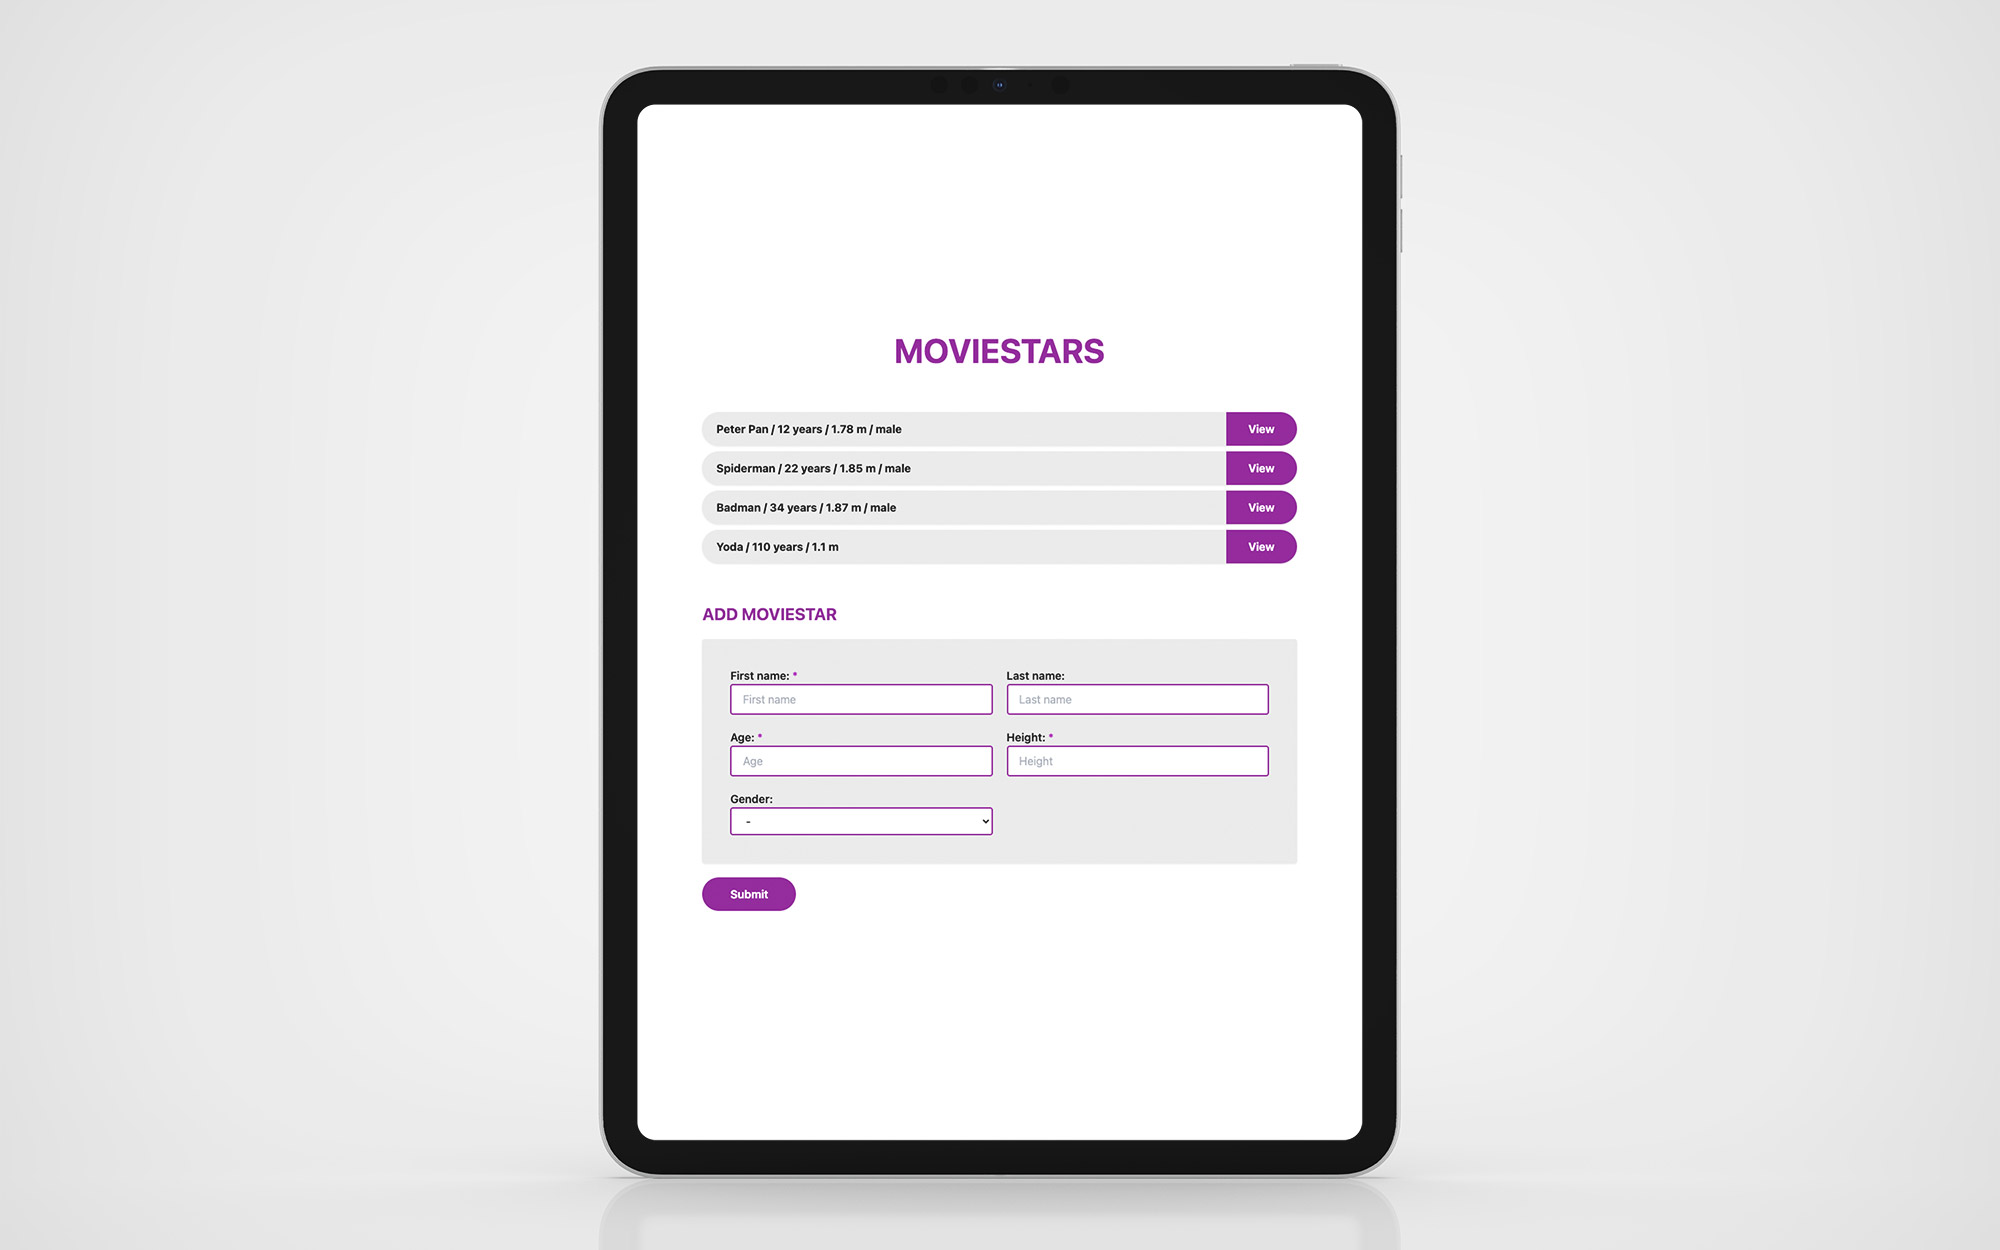 MOVIESTARS
Peter Pan / 12 years / 1.78 m / male
View
Spiderman / 22 years / 1.85 m / male
View
Badman / 34 years / 1.87 m / male
View
Yoda / 110 years / 1.1 m
View
ADD MOVIESTAR
First name: *
Last name:
First name
Last name
Age: *
Height: *
Age
Height
Gender:
-
Submit